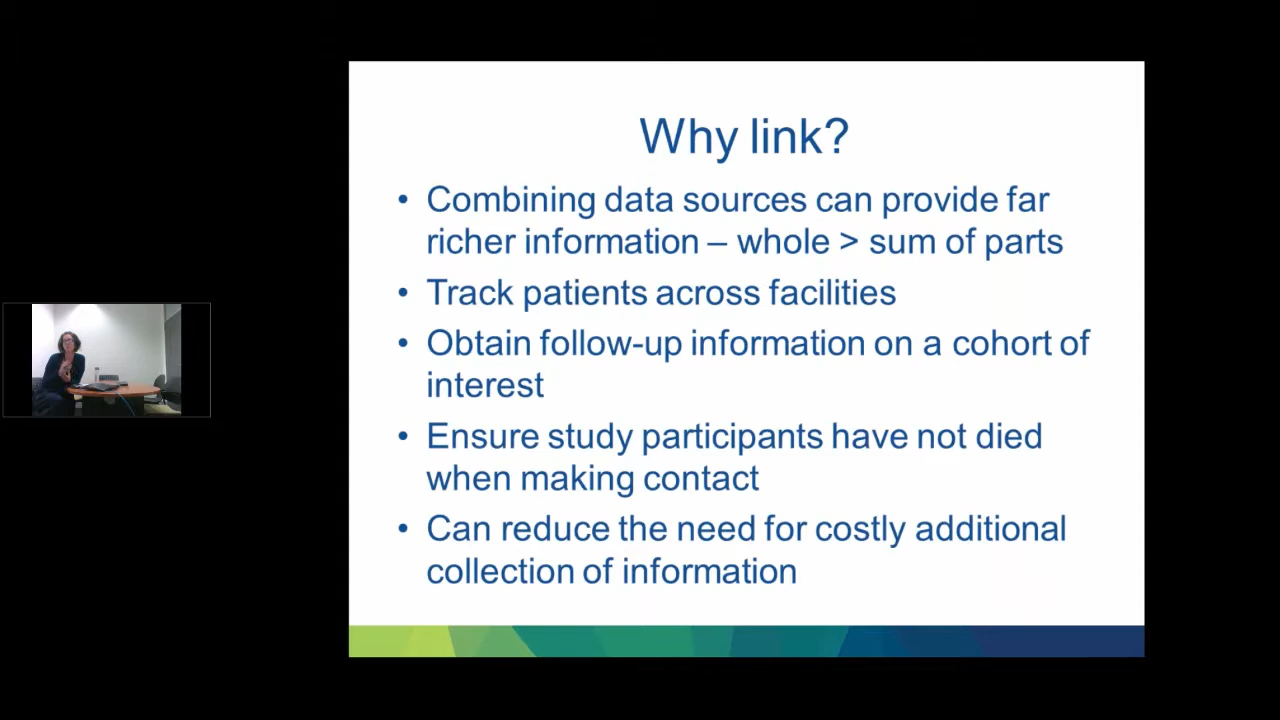 Why link?
• Combining data sources can provide far
richer information – whole > sum of parts
• Track patients across facilities
• Obtain follow-up information on a cohort of
interest
• Ensure study participants have not died
when making contact
• Can reduce the need for costly additional
collection of information